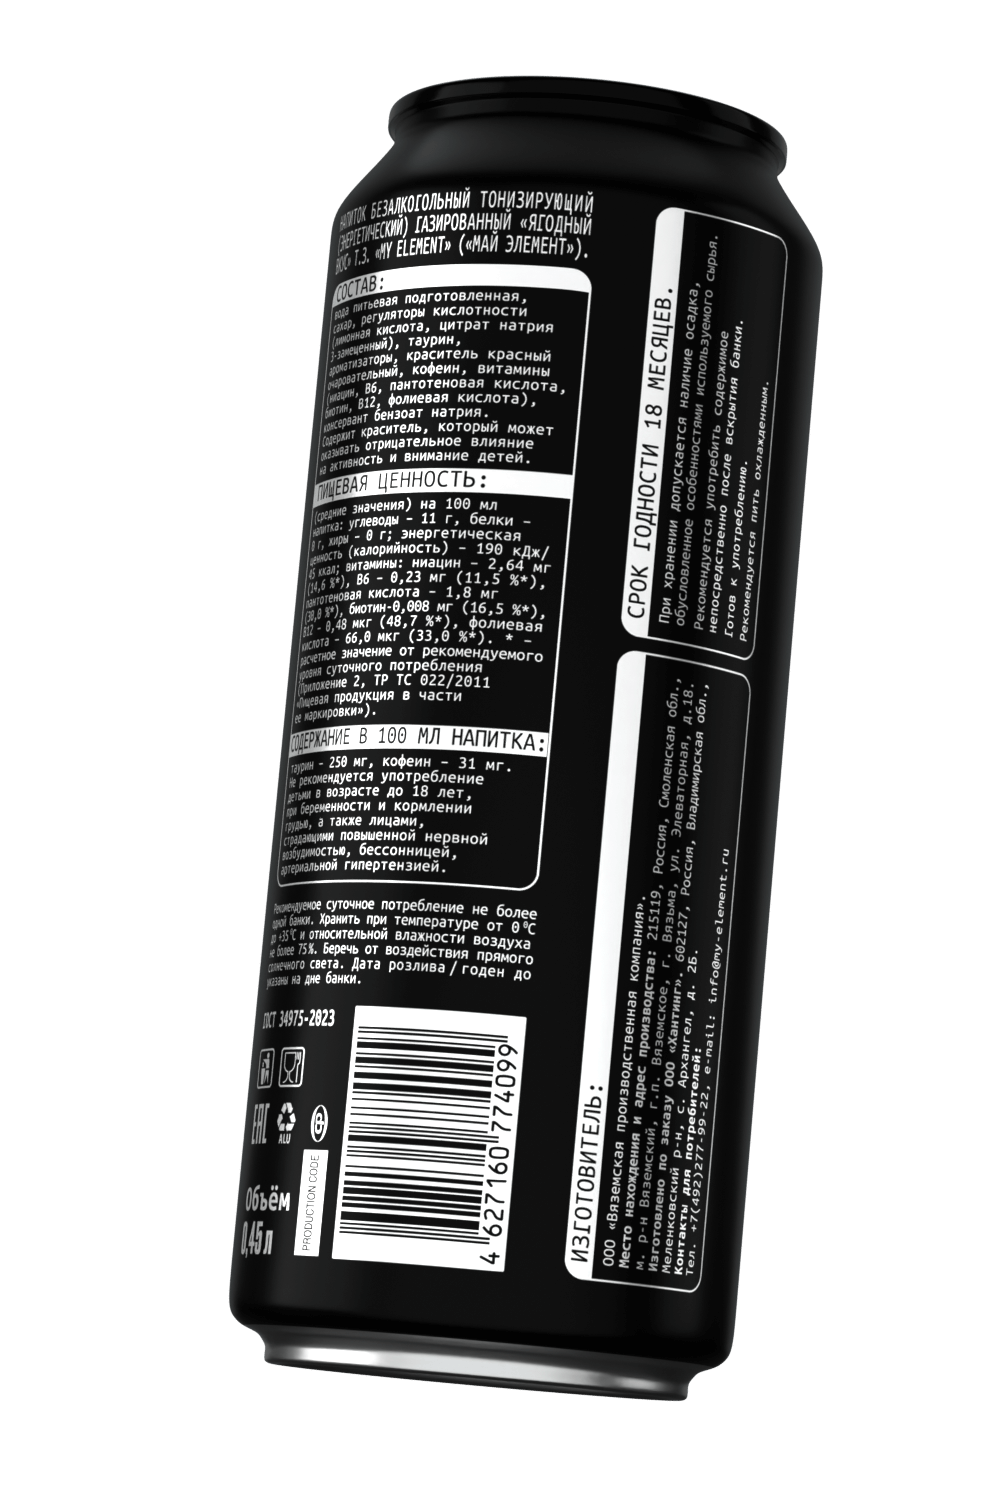 НАПИТОК БЕЗАЛКОГОЛЬНЫЙ ТОНИЗИРУЮЩИЙ
(ЭНЕРГЕТИЧЕСКИЙ) ГАЗИРОВАННЫЙ «ЯГОДНЫЙ
ВКУС» Т.З. «MY ELEMENT» («МАЙ ЭЛЕМЕНТ»).
СОСТАВ:
вода питьевая подготовленная,
сахар, регуляторы кислотности
(лимонная кислота, цитрат натрия
3-замещенный), таурин,
ароматизаторы, краситель красный
очаровательный, кофеин, витамины
(ниацин, В6, пантотеновая кислота,
биотин, В12, фолиевая кислота),
консервант бензоат натрия.
Содержит краситель, который может
оказывать отрицательное влияние
на активность и внимание детей.
ПИЩЕВАЯ ЦЕННОСТЬ:
(средние значения) на 100 мл
напитка: углеводы – 11 г, белки –
0 г, жиры - 0 г; энергетическая
ценность (калорийность) – 190 кДж/
45 ккал; витамины: ниацин – 2,64 мг
(14,6 %*), В6 – 0,23 мг (11,5 %*),
пантотеновая кислота – 1,8 мг
(30,0 %*), биотин-0,008 мг (16,5 %*),
В12 – 0,48 мкг (48,7 %*), фолиевая
кислота – 66,0 мкг (33,0 %*). * –
расчетное значение от рекомендуемого
уровня суточного потребления
(Приложение 2, ТР ТС 022/2011
«Пищевая продукция в части
ее маркировки»).
СОДЕРЖАНИЕ В 100 МЛ НАПИТКА:
таурин – 250 мг, кофеин – 31 мг.
Не рекомендуется употребление
детьми в возрасте до 18 лет,
при беременности и кормлении
грудью, а также лицами,
страдающими повышенной нервной
возбудимостью, бессонницей,
артериальной гипертензией.
Рекомендуемое суточное потребление не более
одной банки. Хранить при температуре от 0°С
до +35°С и относительной влажности воздуха
не более 75%. Беречь от воздействия прямого
солнечного света. Дата розлива / годен до
указаны на дне банки.
ГОСТ 34975-2023
ЕАС
ALU
Объём
0,45 л
PRODUCTION CODE
4 627160 774099
СРОК ГОДНОСТИ 18 МЕСЯЦЕВ.
При хранении допускается наличие осадка,
обусловленное особенностями используемого сырья.
Рекомендуется употребить содержимое
непосредственно после вскрытия банки.
Готов к употреблению.
Рекомендуется пить охлажденным.
ИЗГОТОВИТЕЛЬ:
ООО «Вяземская производственная компания».
Место нахождения и адрес производства: 215119, Россия, Смоленская обл.,
м. р-н Вяземский, г.п. Вяземское, г. Вязьма, ул. Элеваторная, д.18.
Изготовлено по заказу ООО «Хантинг». 602127, Россия, Владимирская обл.,
Меленковский р-н, с. Архангел, д. 2Б.
Контакты для потребителей:
Тел. +7(492)277-99-22, e-mail: info@my-element.ru